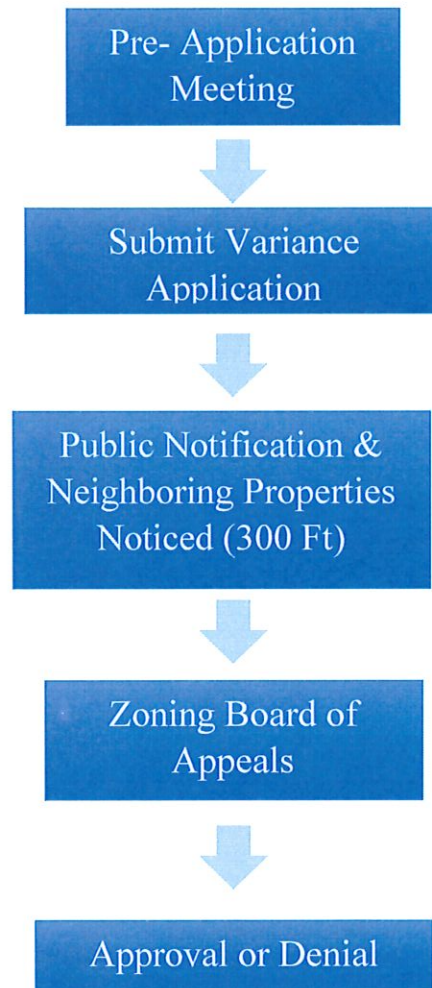 Pre- Application
Meeting
Submit Variance
Application
Public Notification &
Neighboring Properties
Noticed (300 Ft)
Zoning Board of
Appeals
Approval or Denial